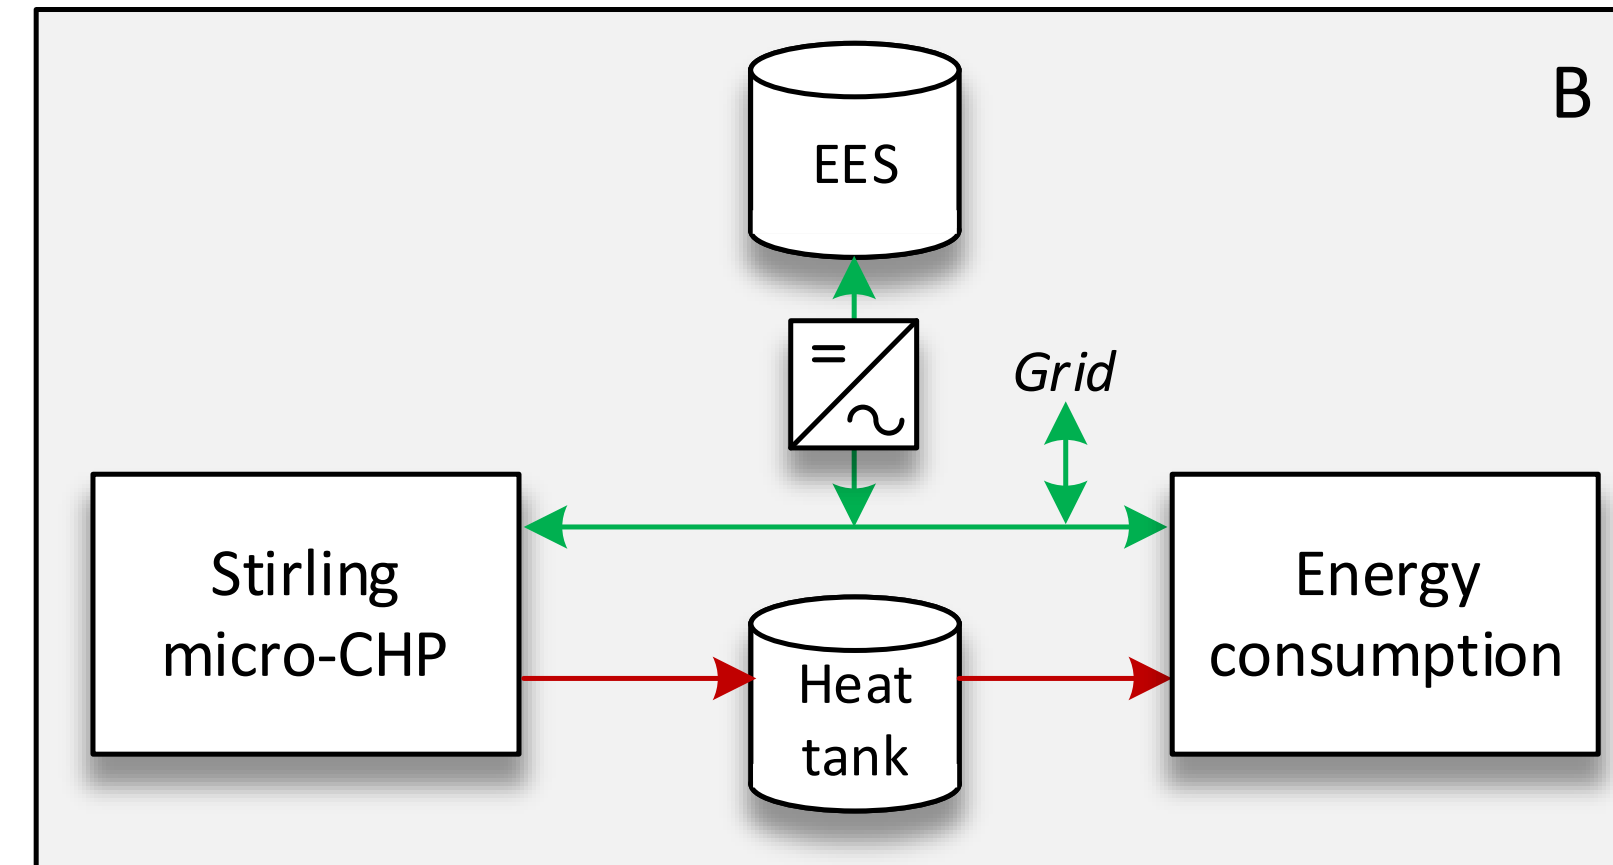 B
EES
Grid
Stirling
micro-CHP
Energy
consumption
Heat
tank